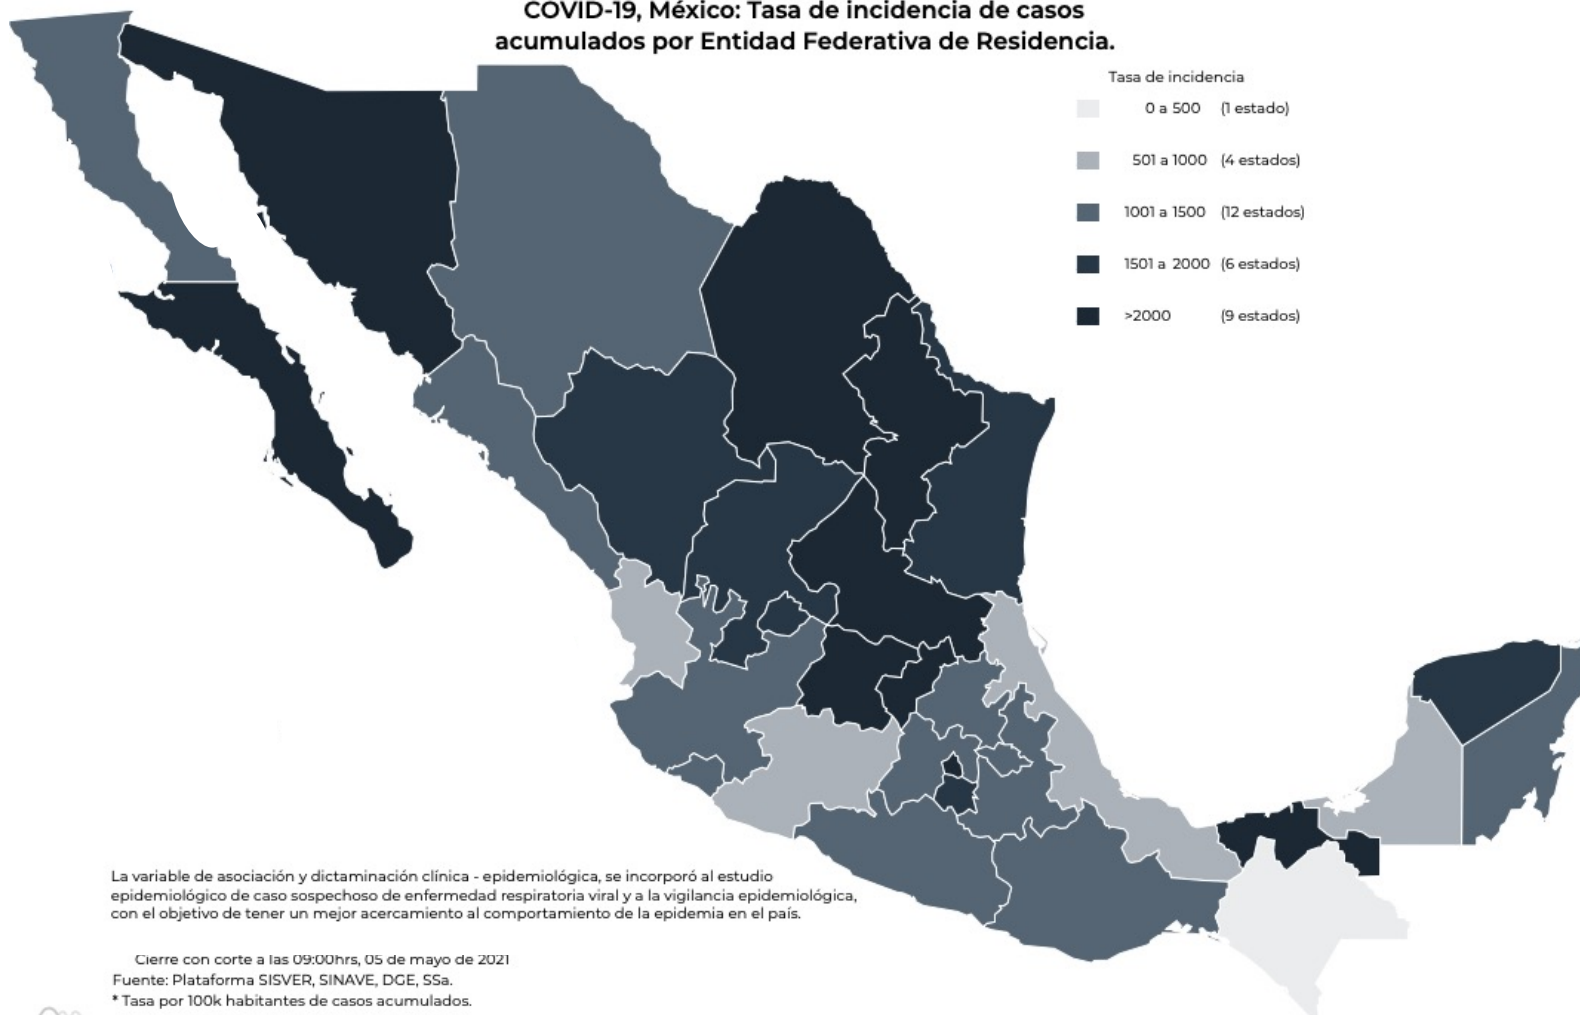 COVID-19, México: Tasa de incidencia de casos
acumulados por Entidad Federativa de Residencia.
Tasa de incidencia
0 a 500 (1 estado)
501 a 1000 (4 estados)
1001 a 1500 (12 estados)
1501 a 2000 (6 estados)
>2000 (9 estados)
La variable de asociación y dictaminación clínica - epidemiológica, se incorporó al estudio
epidemiológico de caso sospechoso de enfermedad respiratoria viral y a la vigilancia epidemiológica,
con el objetivo de tener un mejor acercamiento al comportamiento de la epidemia en el país.
Cierre con corte a las 09:00hrs, 05 de mayo de 2021
Fuente: Plataforma SISVER, SINAVE, DGE, SSa.
* Tasa por 100k habitantes de casos acumulados.